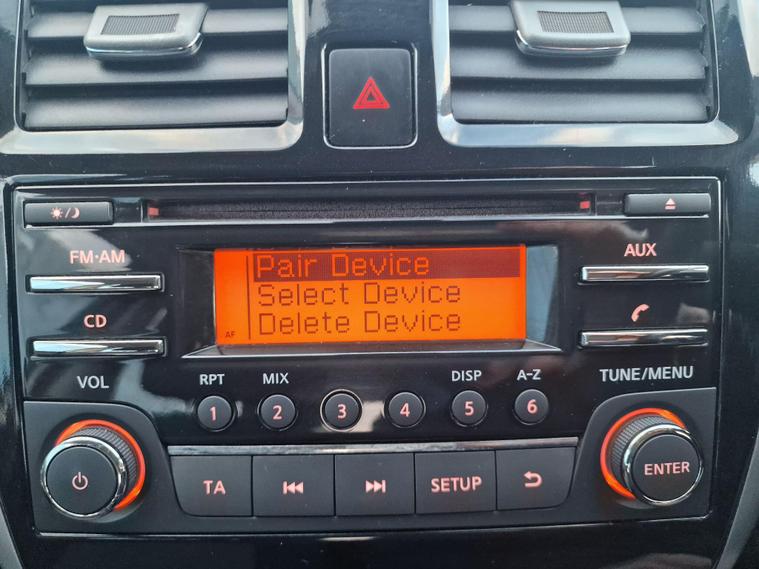 FM·AM
AUX
Pair Device
Select Device
Delete Device
AF
CD
VOL
RPT
MIX
DISP
A-Z
TUNE/MENU
1
2
3
4
5
6
TA
SETUP
ENTER